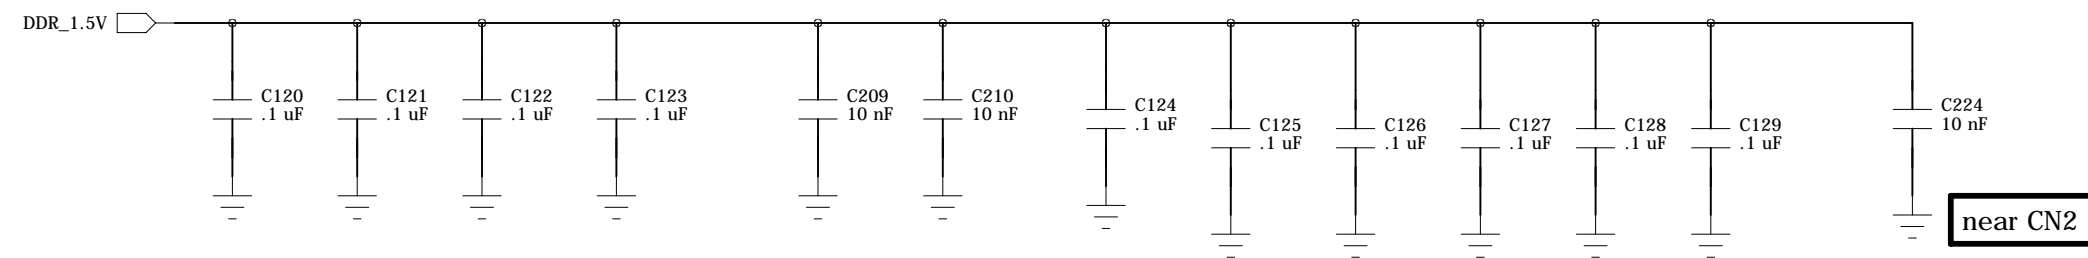 DDR_1.5V
C120
.1 uF
C121
.1 uF
C122
.1 uF
C123
.1 uF
C209
10 nF
C210
10 nF
C124
.1 uF
C125
.1 uF
C126
.1 uF
C127
.1 uF
C128
.1 uF
C129
.1 uF
C224
10 nF
near CN2